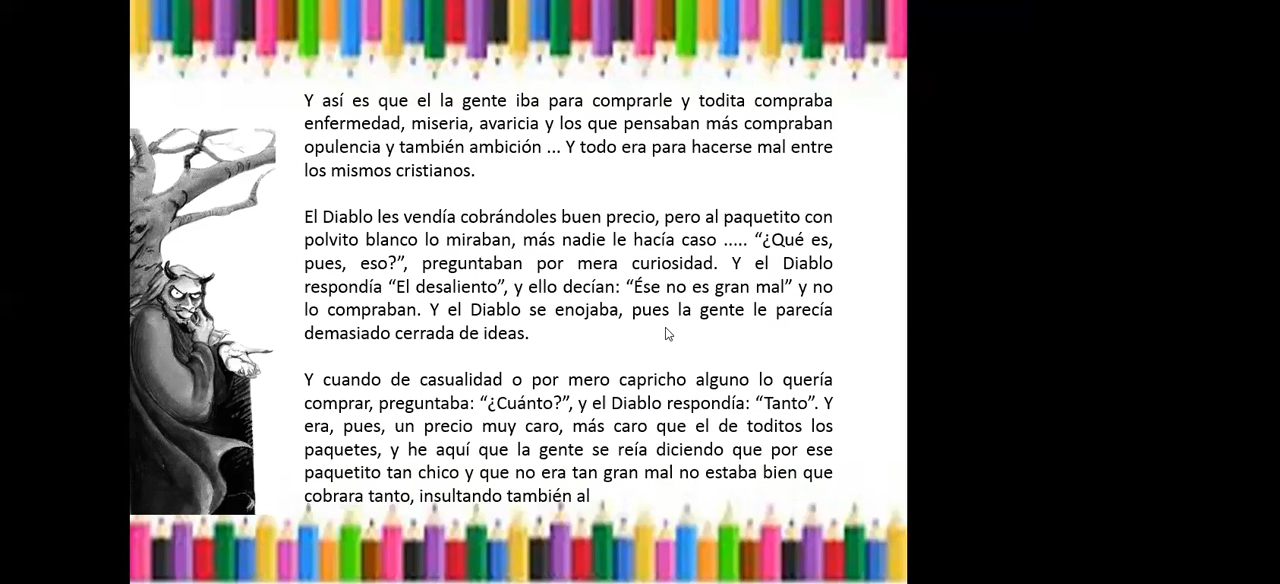 Y así es que el la gente iba para comprarle y todita compraba
enfermedad, miseria, avaricia y los que pensaban más compraban
opulencia y también ambición ... Y todo era para hacerse mal entre
los mismos cristianos.
El Diablo les vendía cobrándoles buen precio, pero al paquetito con
polvito blanco lo miraban, más nadie le hacía caso ..... “¿Qué es,
pues, eso?”, preguntaban por mera curiosidad. Y el Diablo
respondía “El desaliento”, y ello decían: “Ése no es gran mal” y no
lo compraban. Y el Diablo se enojaba, pues la gente le parecía
demasiado cerrada de ideas.
Y cuando de casualidad o por mero capricho alguno lo quería
comprar, preguntaba: “¿Cuánto?”, y el Diablo respondía: “Tanto”. Y
era, pues, un precio muy caro, más caro que el de toditos los
paquetes, y he aquí que la gente se reía diciendo que por ese
paquetito tan chico y que no era tan gran mal no estaba bien que
cobrara tanto, insultando también al